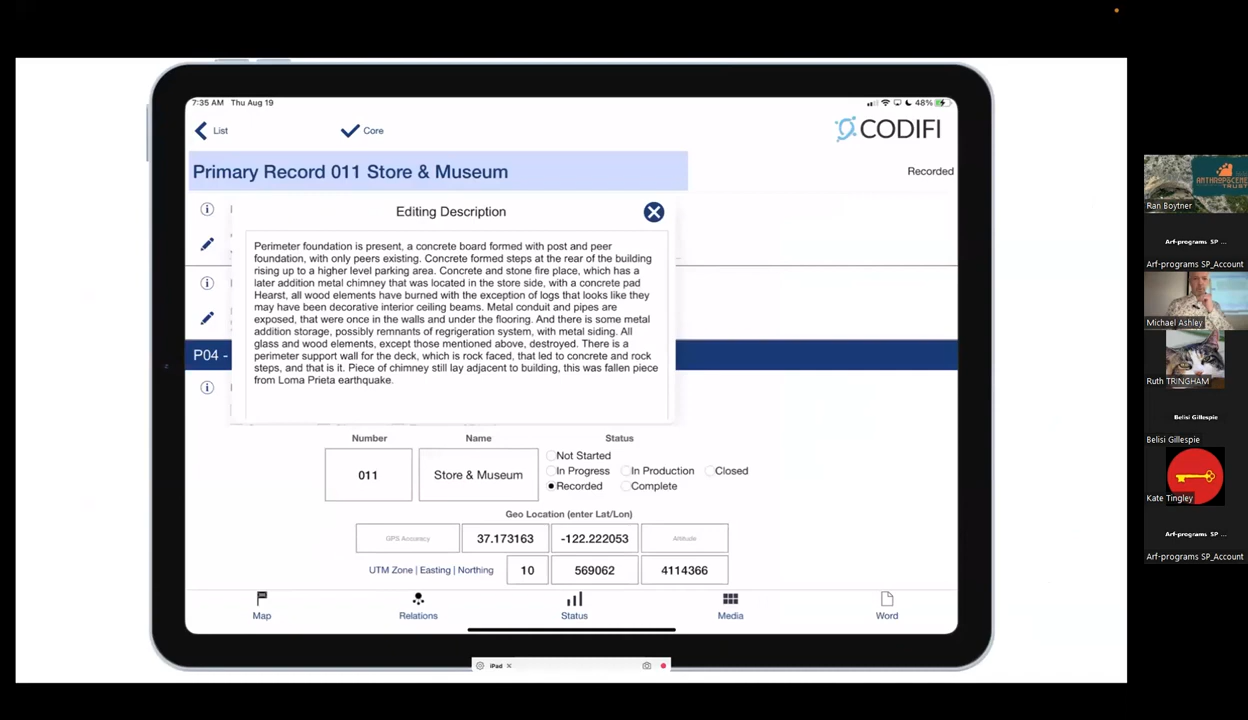 7:35 AM Thu Aug 19
48%
List
Core
CODIFI
Primary Record 011 Store & Museum
Recorded
Editing Description
Perimeter foundation is present, a concrete board formed with post and peer
foundation, with only peers existing. Concrete formed steps at the rear of the building
rising up to a higher level parking area. Concrete and stone fire place, which has a
later addition metal chimney that was located in the store side, with a concrete pad
Hearst, all wood elements have burned with the exception of logs that looks like they
may have been decorative interior ceiling beams. Metal conduit and pipes are
exposed, that were once in the walls and under the flooring. And there is some metal
addition storage, possibly remnants of regrigeration system, with metal siding. All
glass and wood elements, except those mentioned above, destroyed. There is a
perimeter support wall for the deck, which is rock faced, that led to concrete and rock
steps, and that is it. Piece of chimney still lay adjacent to building, this was fallen piece
from Loma Prieta earthquake.
P04 -
Number Name Status
011
Store & Museum
Not Started
In Progress In Production Closed
Recorded Complete
Geo Location (enter Lat/Lon)
GPS Accuracy 37.173163 -122.222053 Altitude
UTM Zone | Easting | Northing 10 569062 4114366
Map Relations Status Media Word
iPad
ANTHROPOCENE
TRUST
Ran Boytner
Arf-programs SP ...
Arf-programs SP_Account
Michael Ashley
Ruth TRINGHAM
Belisi Gillespie
Belisi Gillespie
Kate Tingley
Arf-programs SP ...
Arf-programs SP_Account